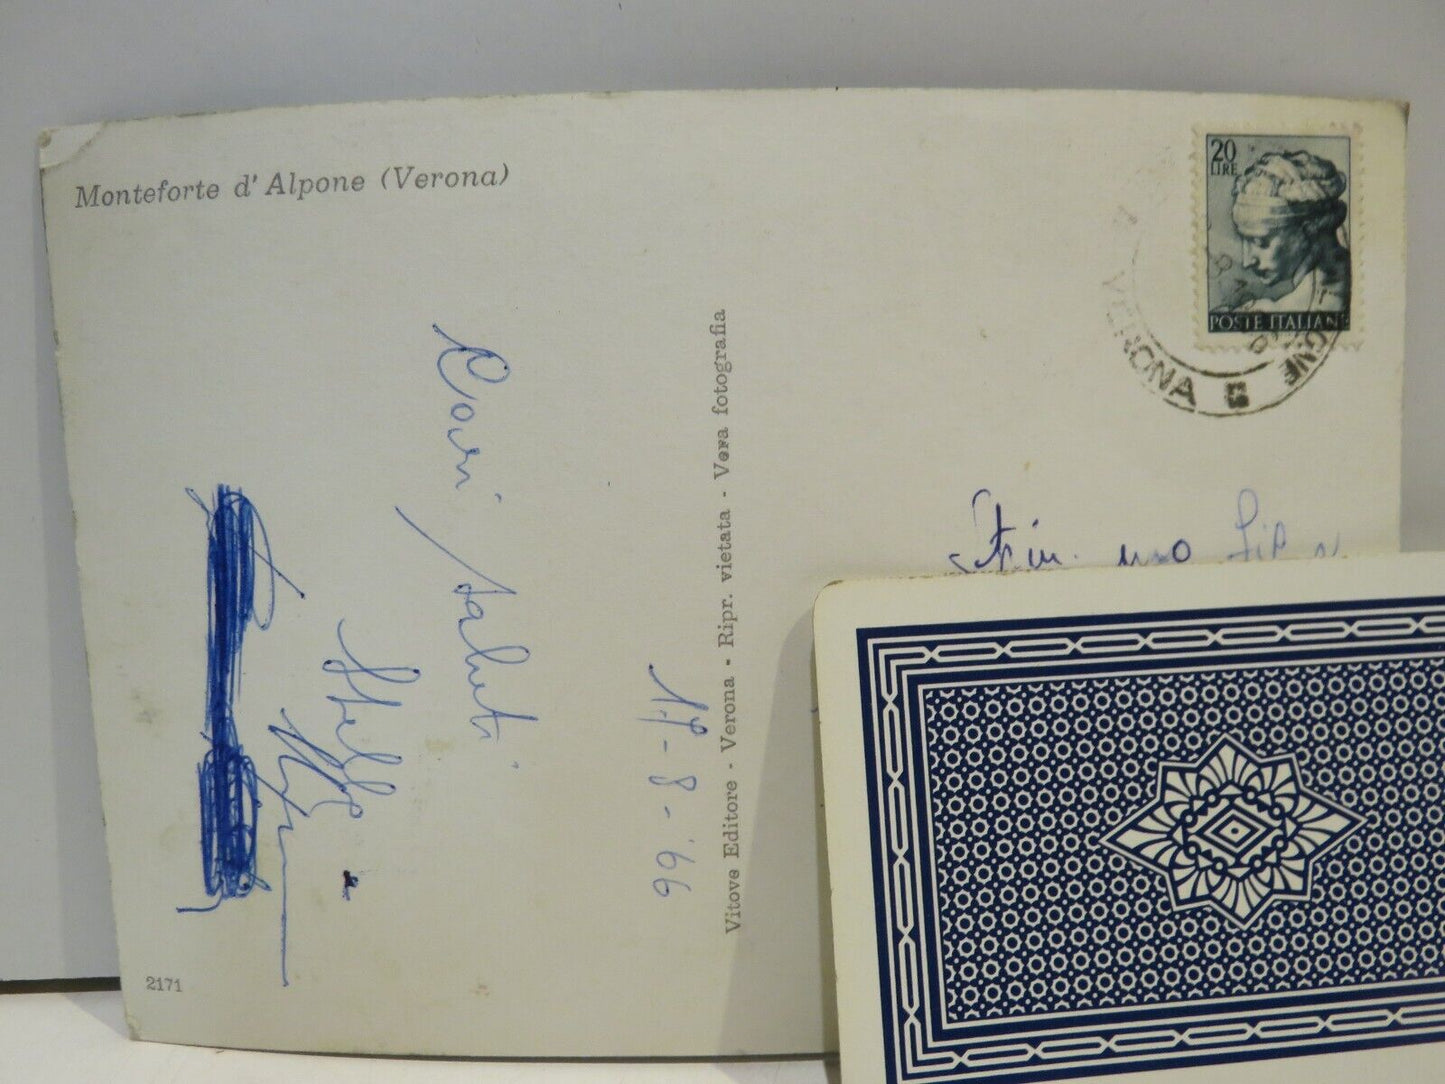 Monteforte d' Alpone (Verona)
20
LIRE
POSTE ITALIANE
VERONA
Cari saluti
1º-8-'66
Vitove Editore - Verona - Ripr. vietata - Vera fotografia
2171